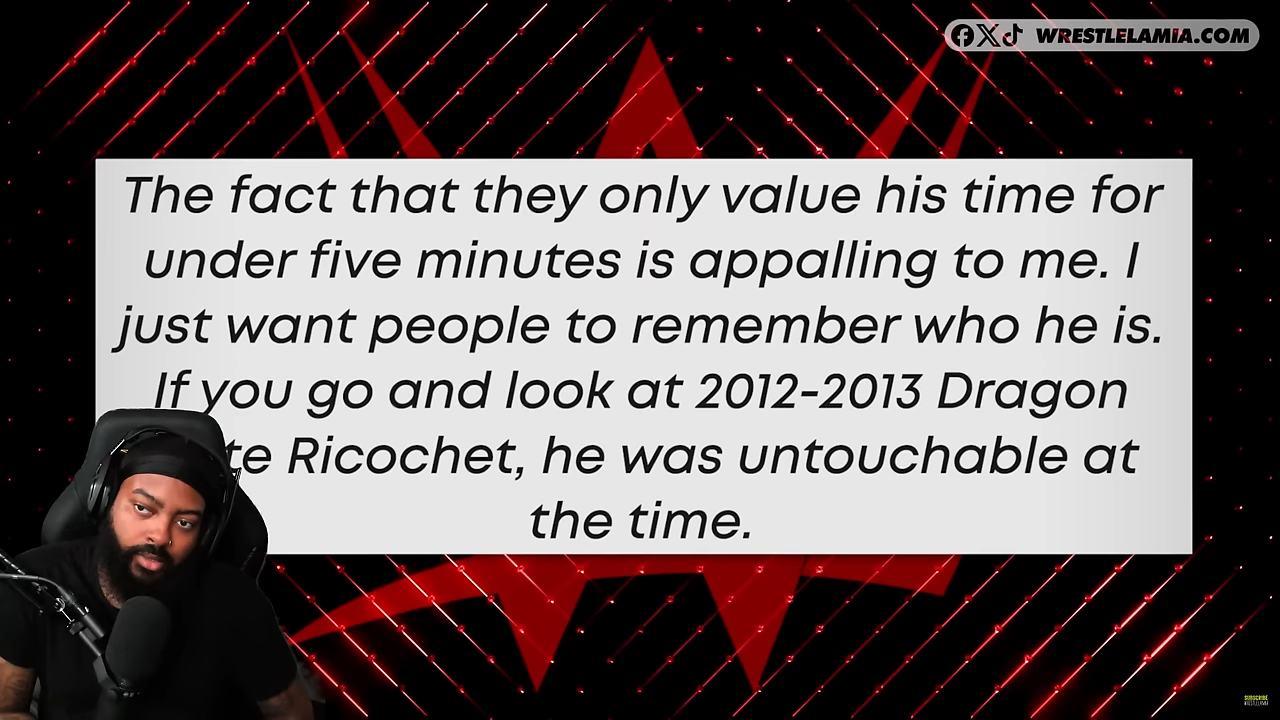 WRESTLELAMIA.COM
The fact that they only value his time for
under five minutes is appalling to me. I
just want people to remember who he is.
If you go and look at 2012-2013 Dragon
Ricochet, he was untouchable at
the time.
SUBSCRIBE
WRESTLELAMIA